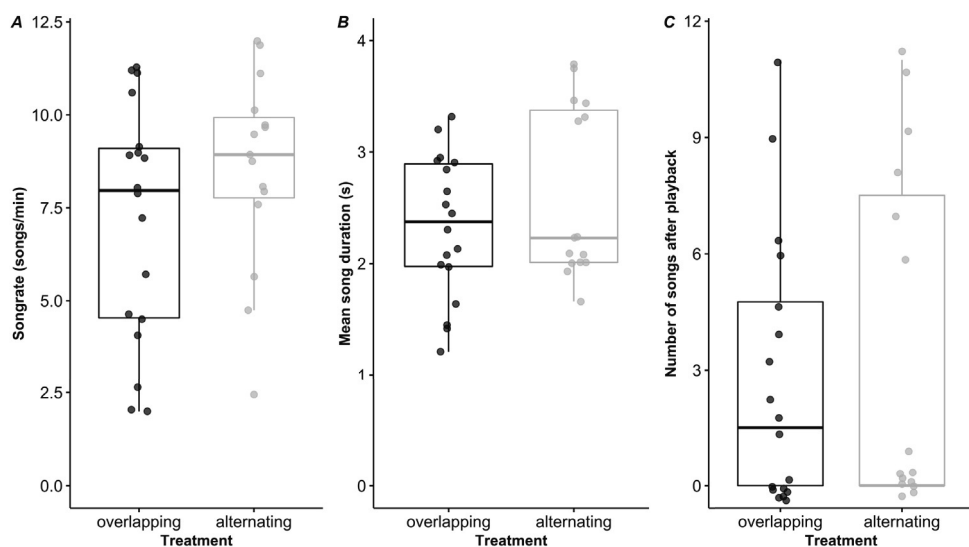 A
Songrate (songs/min)
12.5
10.0
7.5
5.0
2.5
0.0
overlapping alternating
Treatment
B
Mean song duration (s)
4
3
2
1
0
overlapping alternating
Treatment
C
Number of songs after playback
12
9
6
3
0
overlapping alternating
Treatment